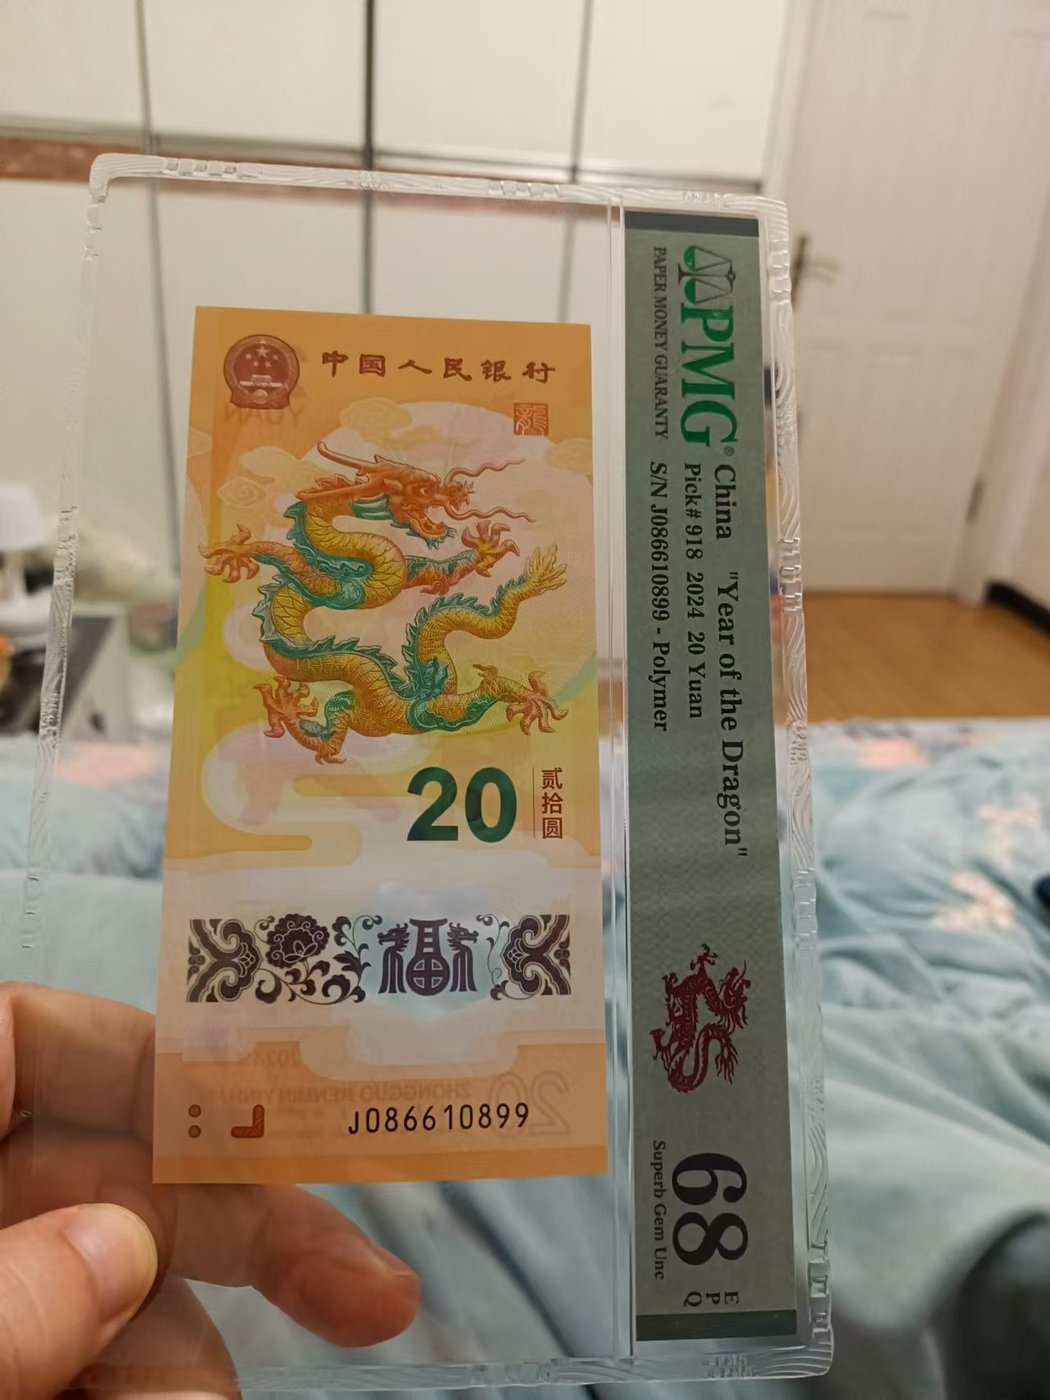 中国人民银行
龍
20
贰拾圆
福
J086610899
PMG®
PAPER MONEY GUARANTY
China "Year of the Dragon"
Pick# 918 2024 20 Yuan
S/N J086610899 - Polymer
68
EPQ
Superb Gem Unc